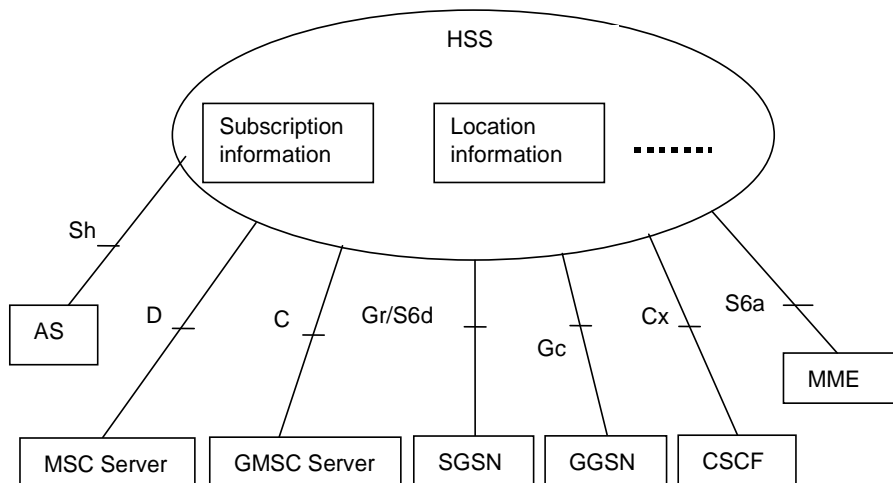 HSS
Subscription
information
Location
information
Sh
D
C
Gr/S6d
Gc
Cx
S6a
AS
MME
MSC Server
GMSC Server
SGSN
GGSN
CSCF